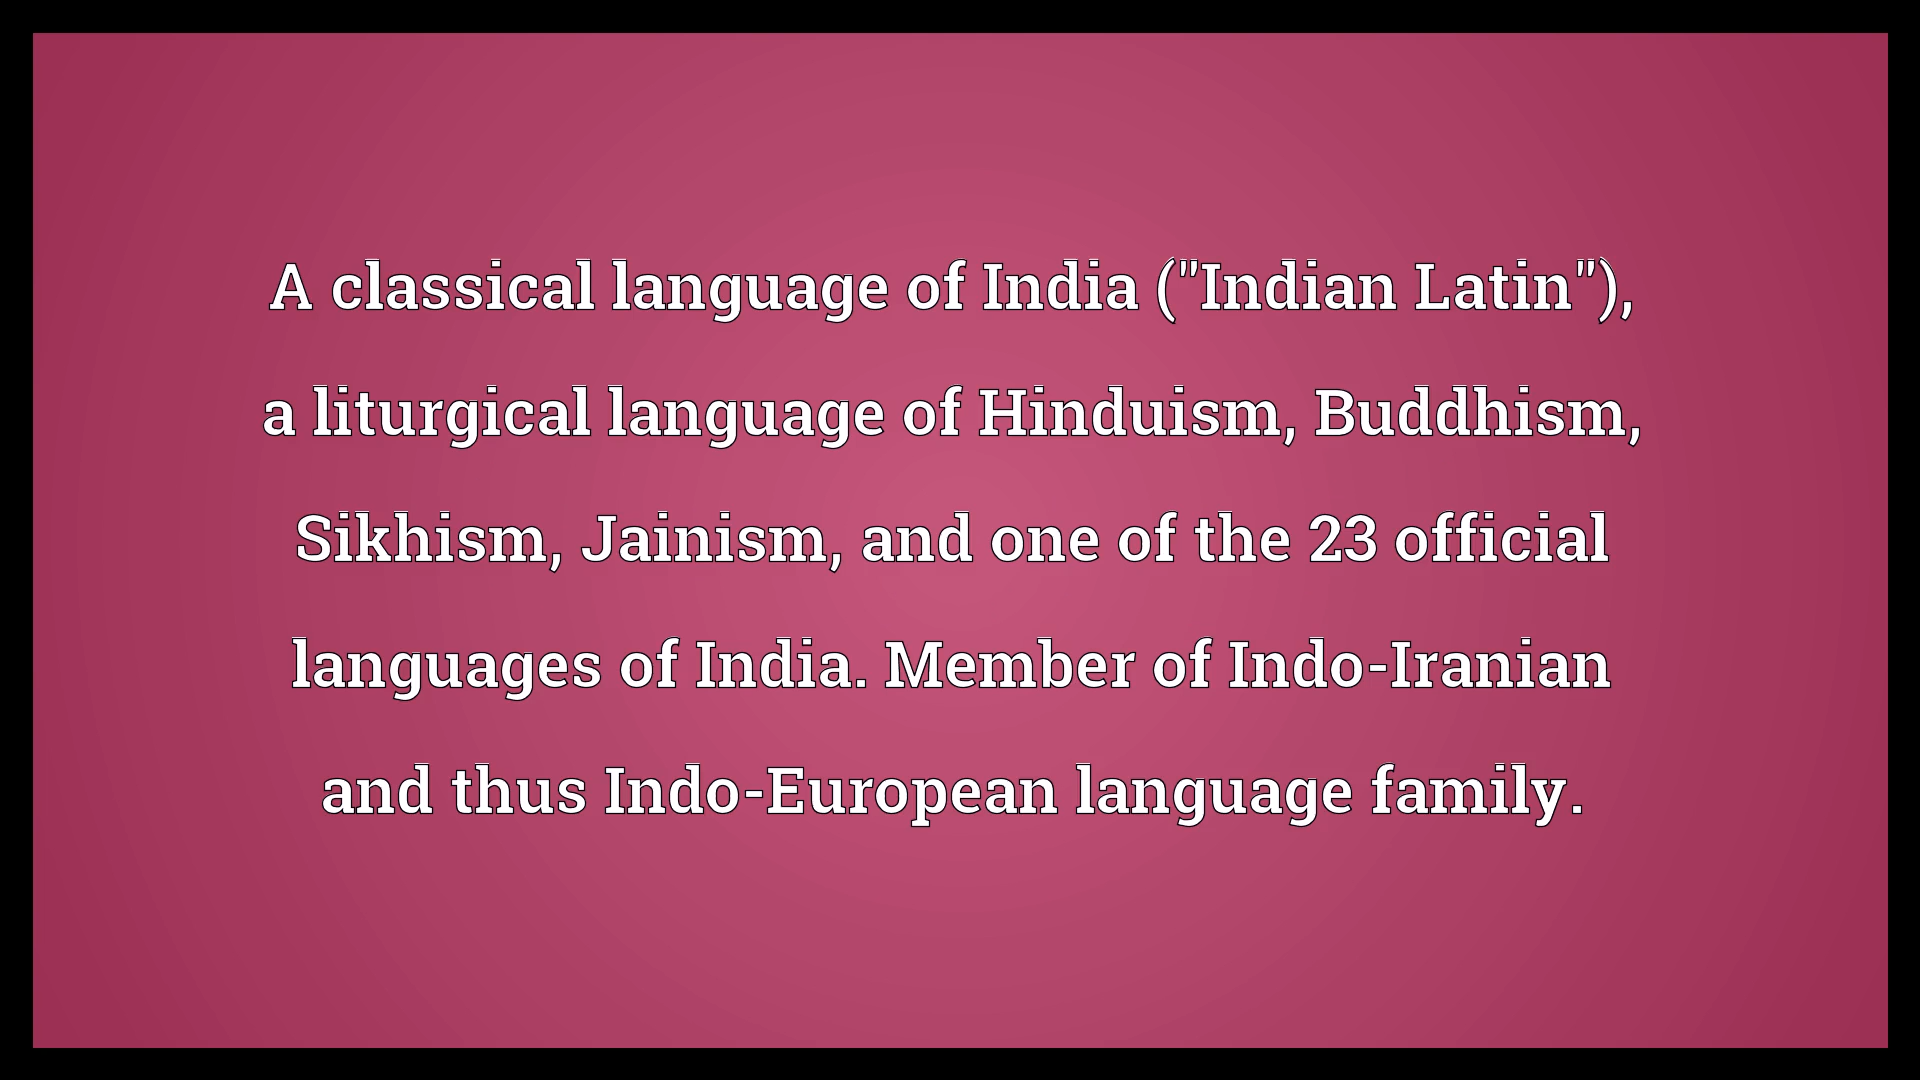 A classical language of India ("Indian Latin"),
a liturgical language of Hinduism, Buddhism,
Sikhism, Jainism, and one of the 23 official
languages of India. Member of Indo-Iranian
and thus Indo-European language family.